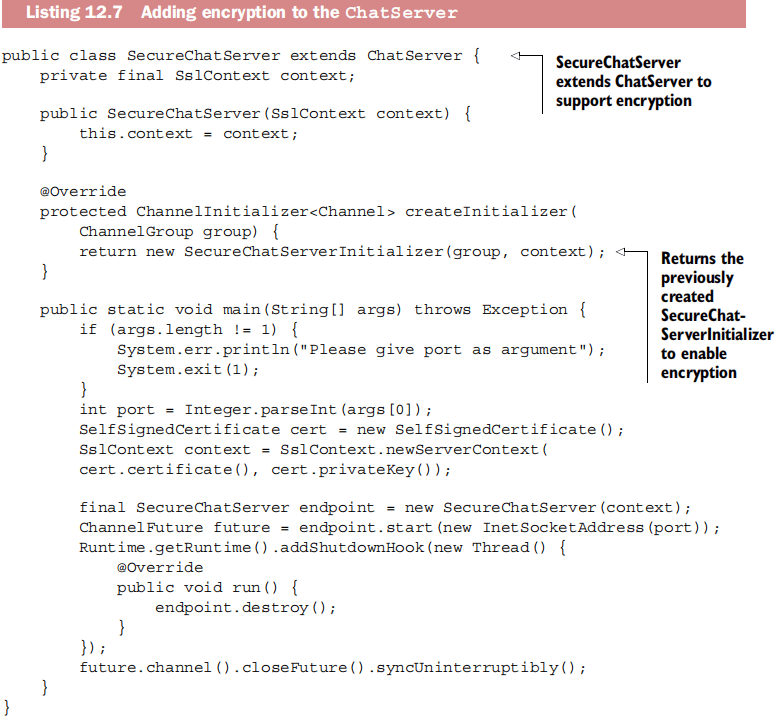 Listing 12.7 Adding encryption to the ChatServer
public class SecureChatServer extends ChatServer {
SecureChatServer
extends ChatServer to
support encryption
    private final SslContext context;

    public SecureChatServer(SslContext context) {
        this.context = context;
    }

    @Override
    protected ChannelInitializer<Channel> createInitializer(
        ChannelGroup group) {
        return new SecureChatServerInitializer(group, context);
Returns the
previously
created
SecureChat-
ServerInitializer
to enable
encryption
    }

    public static void main(String[] args) throws Exception {
        if (args.length != 1) {
            System.err.println("Please give port as argument");
            System.exit(1);
        }
        int port = Integer.parseInt(args[0]);
        SelfSignedCertificate cert = new SelfSignedCertificate();
        SslContext context = SslContext.newServerContext(
        cert.certificate(), cert.privateKey());

        final SecureChatServer endpoint = new SecureChatServer(context);
        ChannelFuture future = endpoint.start(new InetSocketAddress(port));
        Runtime.getRuntime().addShutdownHook(new Thread() {
            @Override
            public void run() {
                endpoint.destroy();
            }
        });
        future.channel().closeFuture().syncUninterruptibly();
    }
}